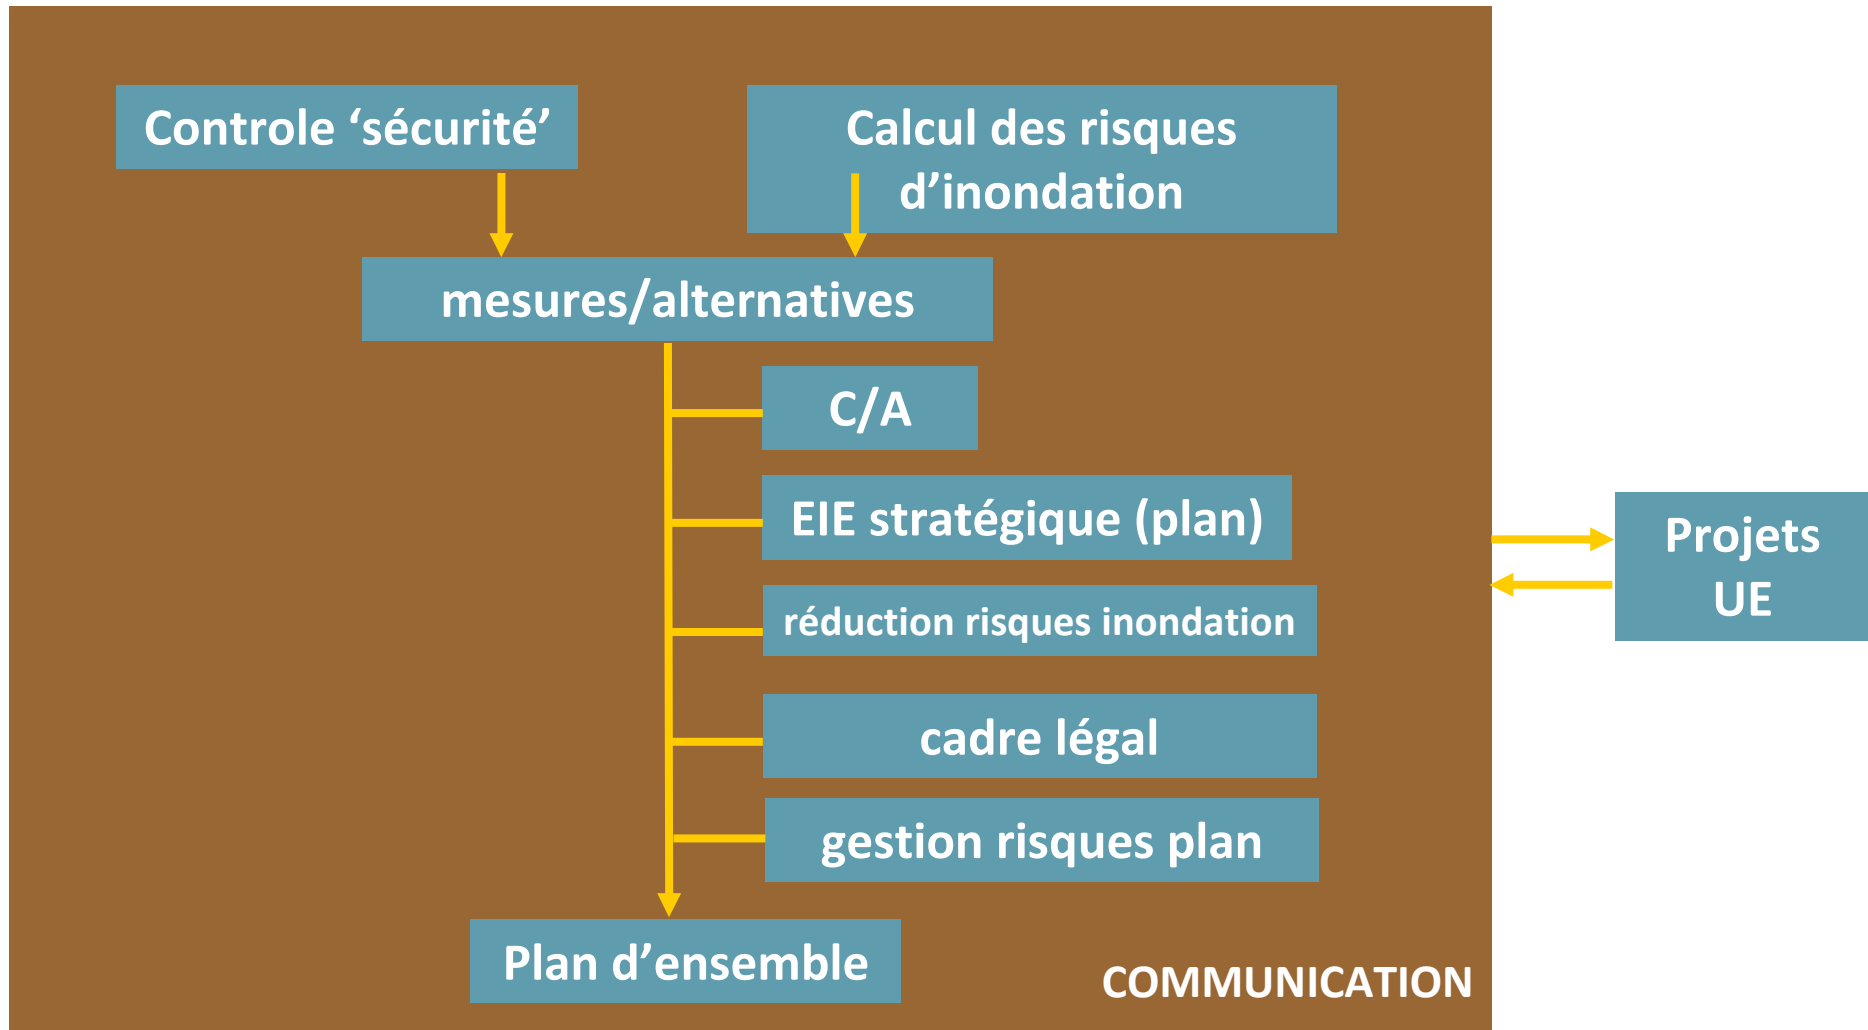 Controle ‘sécurité’
Calcul des risques
d’inondation
mesures/alternatives
C/A
EIE stratégique (plan)
réduction risques inondation
cadre légal
gestion risques plan
Plan d’ensemble
COMMUNICATION
Projets
UE